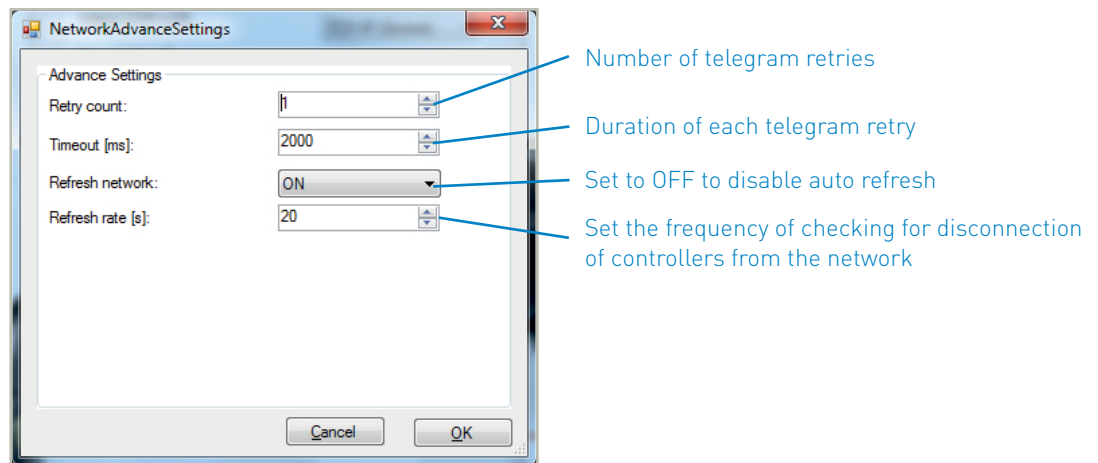 NetworkAdvanceSettings
Advance Settings
Retry count:
1
Number of telegram retries
Timeout [ms]:
2000
Duration of each telegram retry
Refresh network:
ON
Set to OFF to disable auto refresh
Refresh rate [s]:
20
Set the frequency of checking for disconnection
of controllers from the network
Cancel
OK